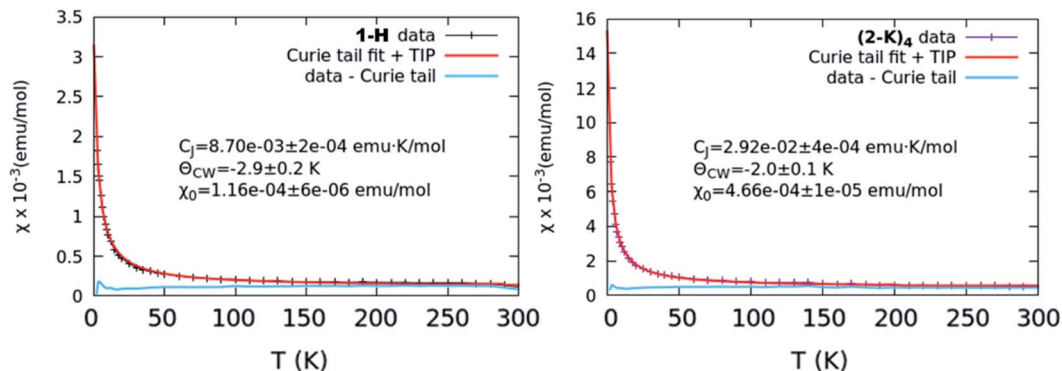 χ x 10⁻³(emu/mol)
3.5
3
2.5
2
1.5
1
0.5
0
1-H data
Curie tail fit + TIP
data - Curie tail
C_J=8.70e-03±2e-04 emu·K/mol
Θ_CW=-2.9±0.2 K
χ₀=1.16e-04±6e-06 emu/mol
0 50 100 150 200 250 300
T (K)
χ x 10⁻³(emu/mol)
16
14
12
10
8
6
4
2
0
(2-K)₄ data
Curie tail fit + TIP
data - Curie tail
C_J=2.92e-02±4e-04 emu·K/mol
Θ_CW=-2.0±0.1 K
χ₀=4.66e-04±1e-05 emu/mol
0 50 100 150 200 250 300
T (K)